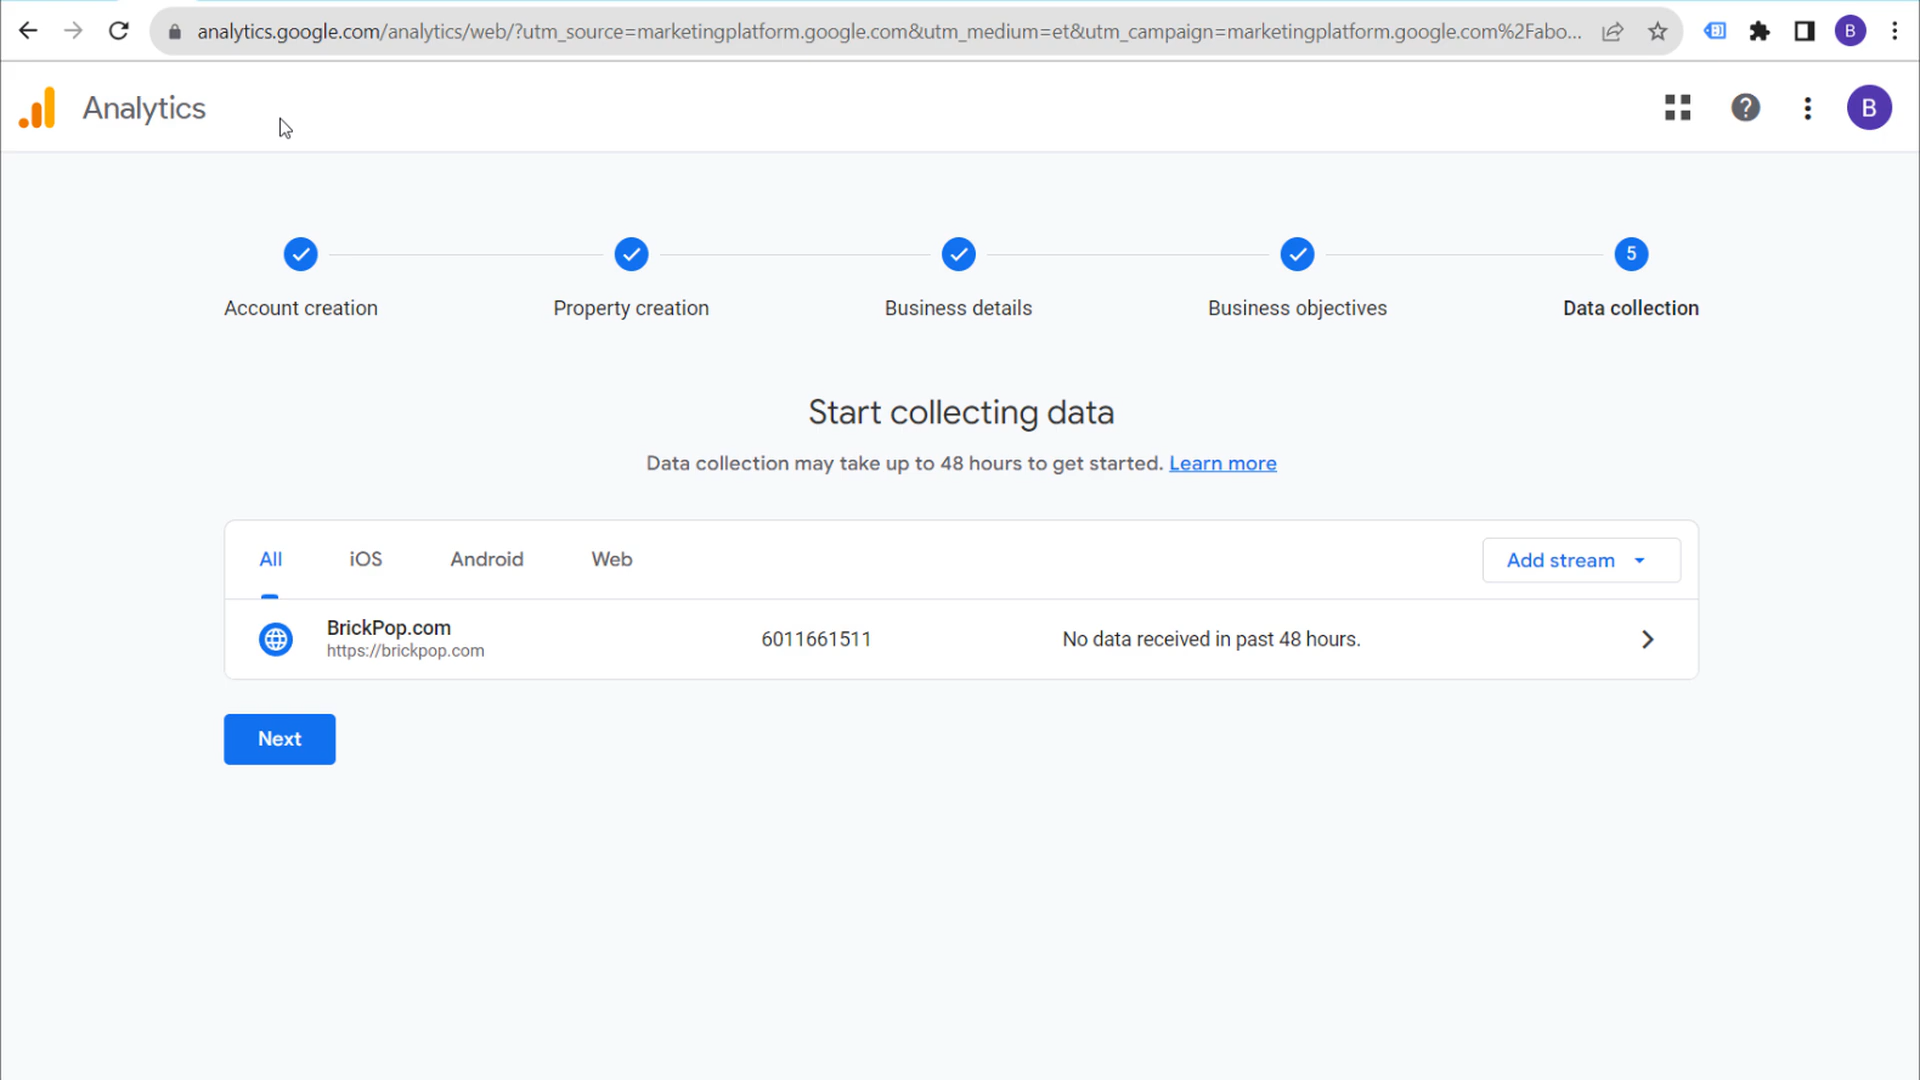 analytics.google.com/analytics/web/?utm_source=marketingplatform.google.com&utm_medium=et&utm_campaign=marketingplatform.google.com%2Fabo...
B
Analytics
?
B
5
Account creation
Property creation
Business details
Business objectives
Data collection
Start collecting data
Data collection may take up to 48 hours to get started. Learn more
All
iOS
Android
Web
Add stream
BrickPop.com
https://brickpop.com
6011661511
No data received in past 48 hours.
Next